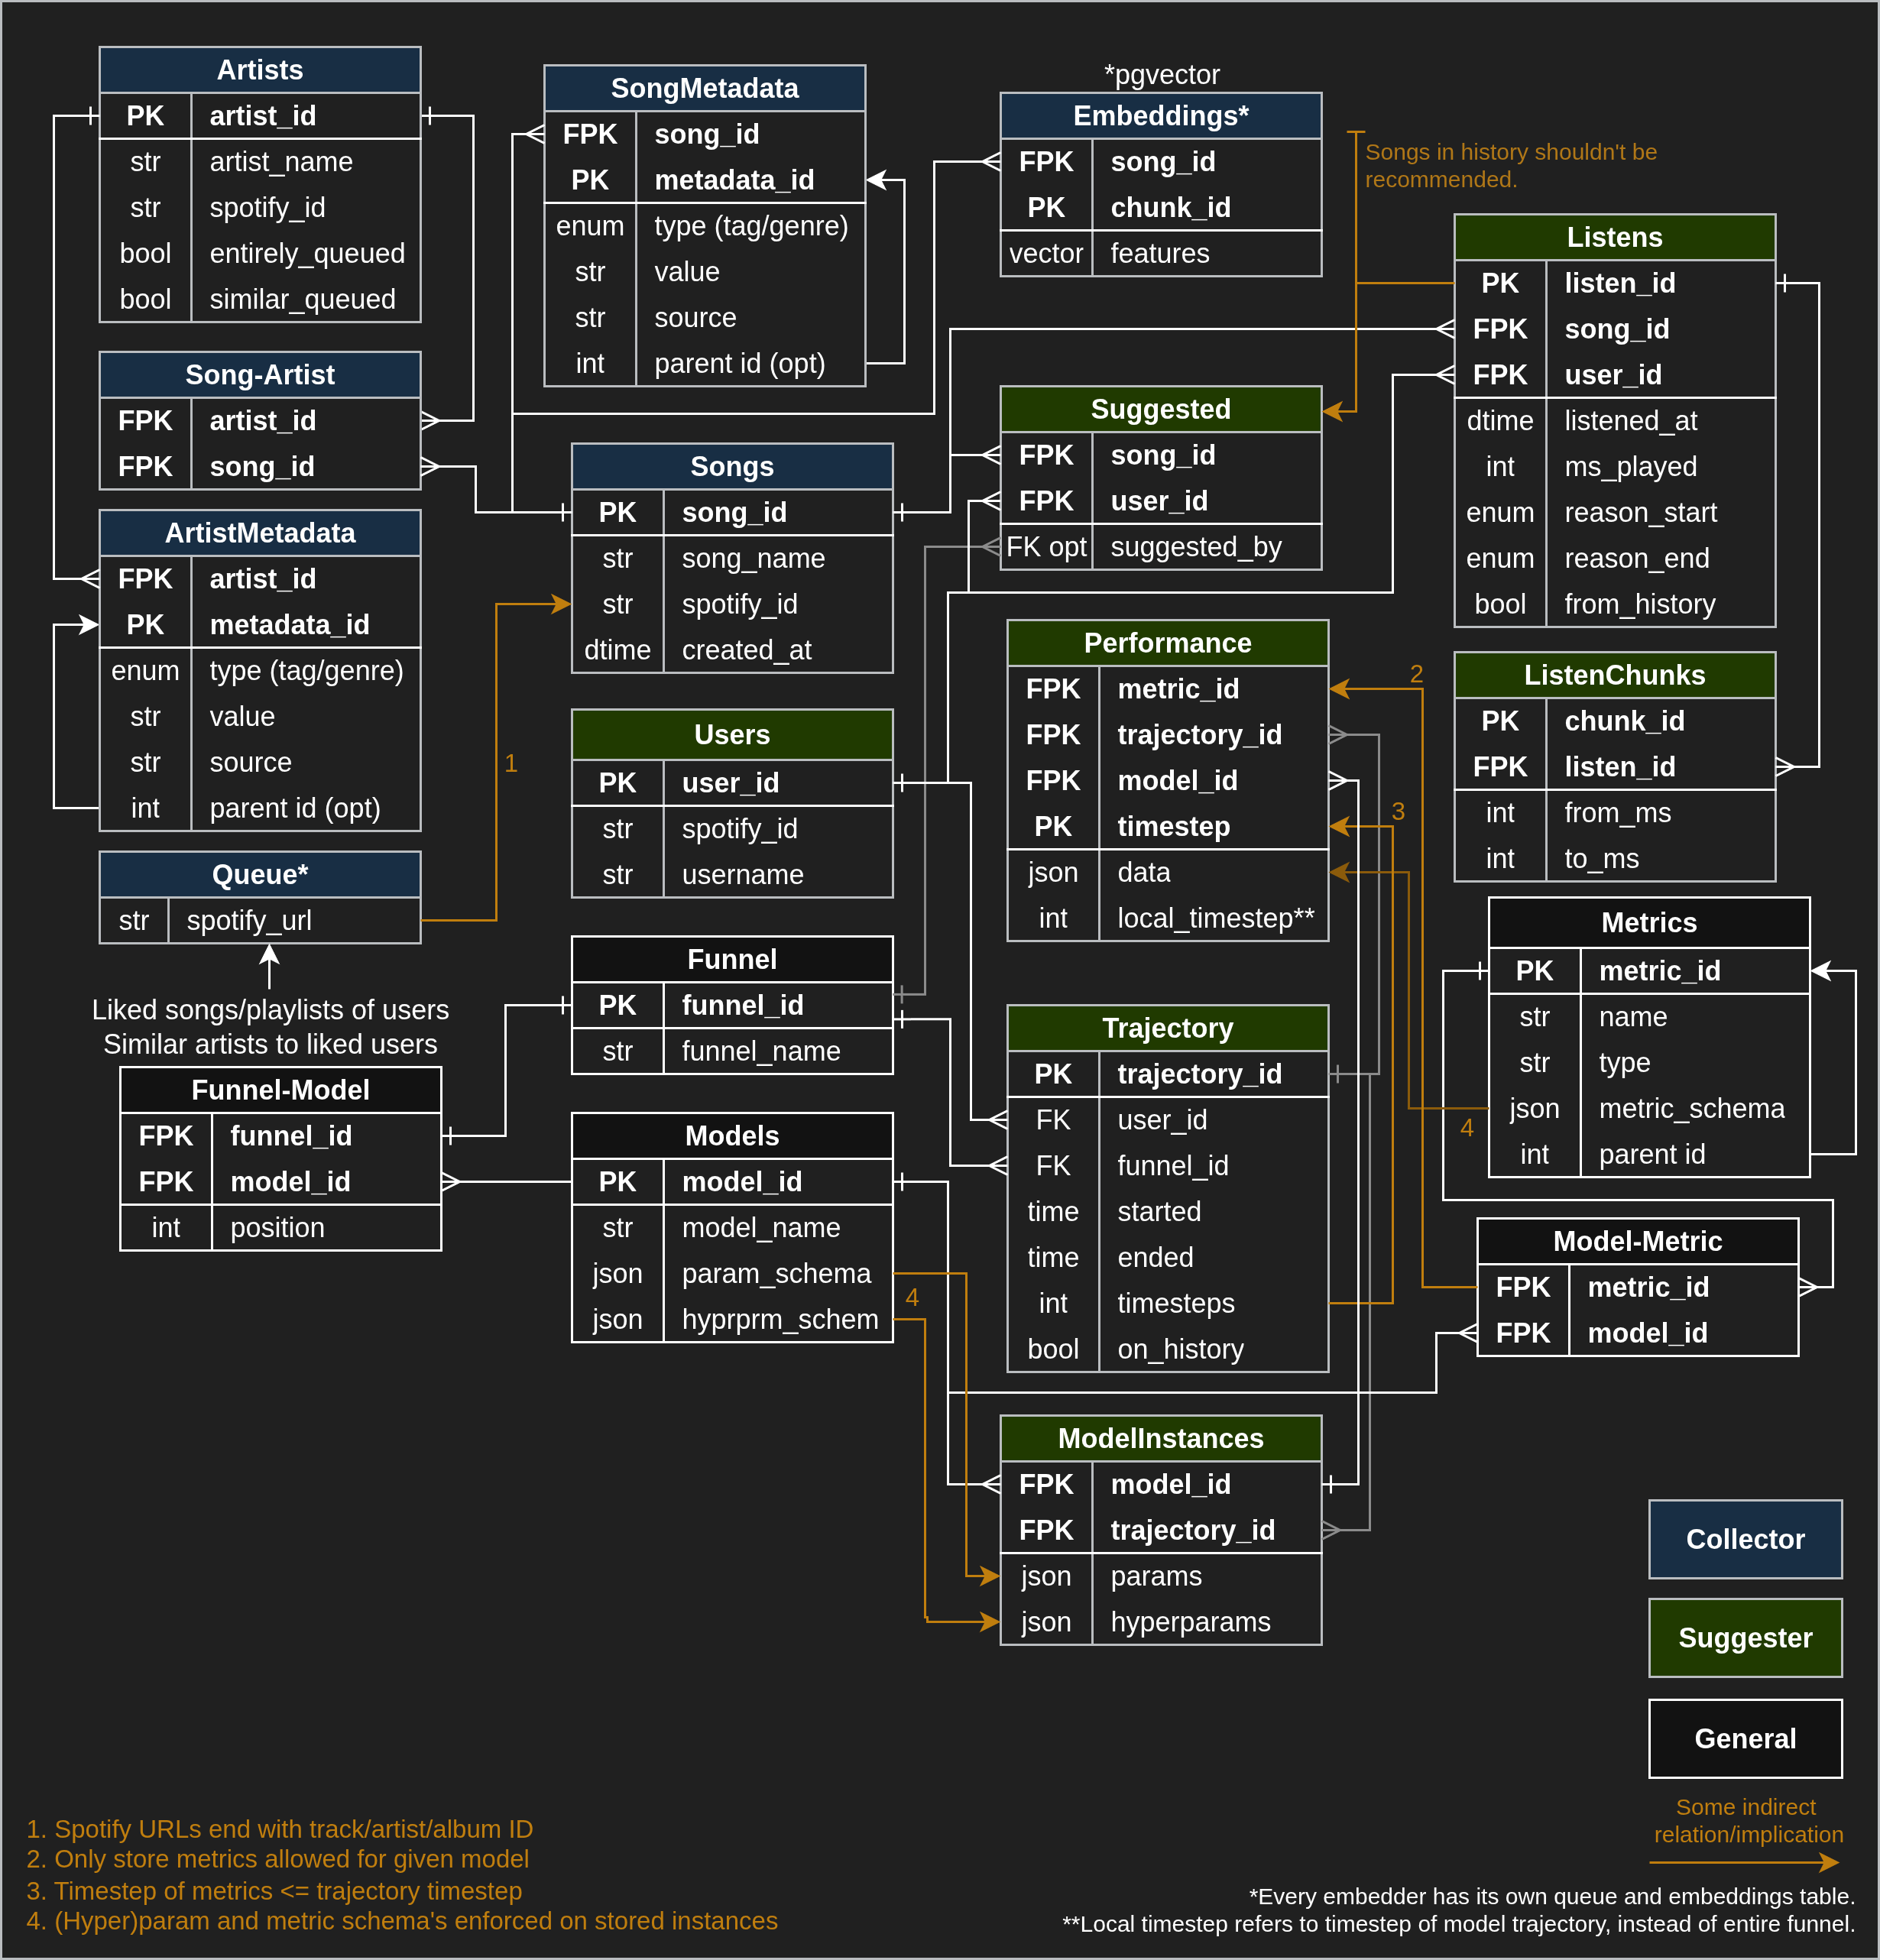 Artists
PK artist_id
str artist_name
str spotify_id
bool entirely_queued
bool similar_queued
Song-Artist
FPK artist_id
FPK song_id
ArtistMetadata
FPK artist_id
PK metadata_id
enum type (tag/genre)
str value
str source
int parent id (opt)
Queue*
str spotify_url
Liked songs/playlists of users
Similar artists to liked users
Funnel-Model
FPK funnel_id
FPK model_id
int position
SongMetadata
FPK song_id
PK metadata_id
enum type (tag/genre)
str value
str source
int parent id (opt)
Songs
PK song_id
str song_name
str spotify_id
dtime created_at
1
Users
PK user_id
str spotify_id
str username
Funnel
PK funnel_id
str funnel_name
Models
PK model_id
str model_name
json param_schema
json hyprprm_schem
4
*pgvector
Embeddings*
FPK song_id
PK chunk_id
vector features
Songs in history shouldn't be
recommended.
Suggested
FPK song_id
FPK user_id
FK opt suggested_by
Performance
FPK metric_id
FPK trajectory_id
FPK model_id
PK timestep
json data
int local_timestep**
2
3
Trajectory
PK trajectory_id
FK user_id
FK funnel_id
time started
time ended
int timesteps
bool on_history
ModelInstances
FPK model_id
FPK trajectory_id
json params
json hyperparams
Listens
PK listen_id
FPK song_id
FPK user_id
dtime listened_at
int ms_played
enum reason_start
enum reason_end
bool from_history
ListenChunks
PK chunk_id
FPK listen_id
int from_ms
int to_ms
Metrics
PK metric_id
str name
str type
json metric_schema
int parent id
4
Model-Metric
FPK metric_id
FPK model_id
Collector
Suggester
General
Some indirect
relation/implication
1. Spotify URLs end with track/artist/album ID
2. Only store metrics allowed for given model
3. Timestep of metrics <= trajectory timestep
4. (Hyper)param and metric schema's enforced on stored instances
*Every embedder has its own queue and embeddings table.
**Local timestep refers to timestep of model trajectory, instead of entire funnel.